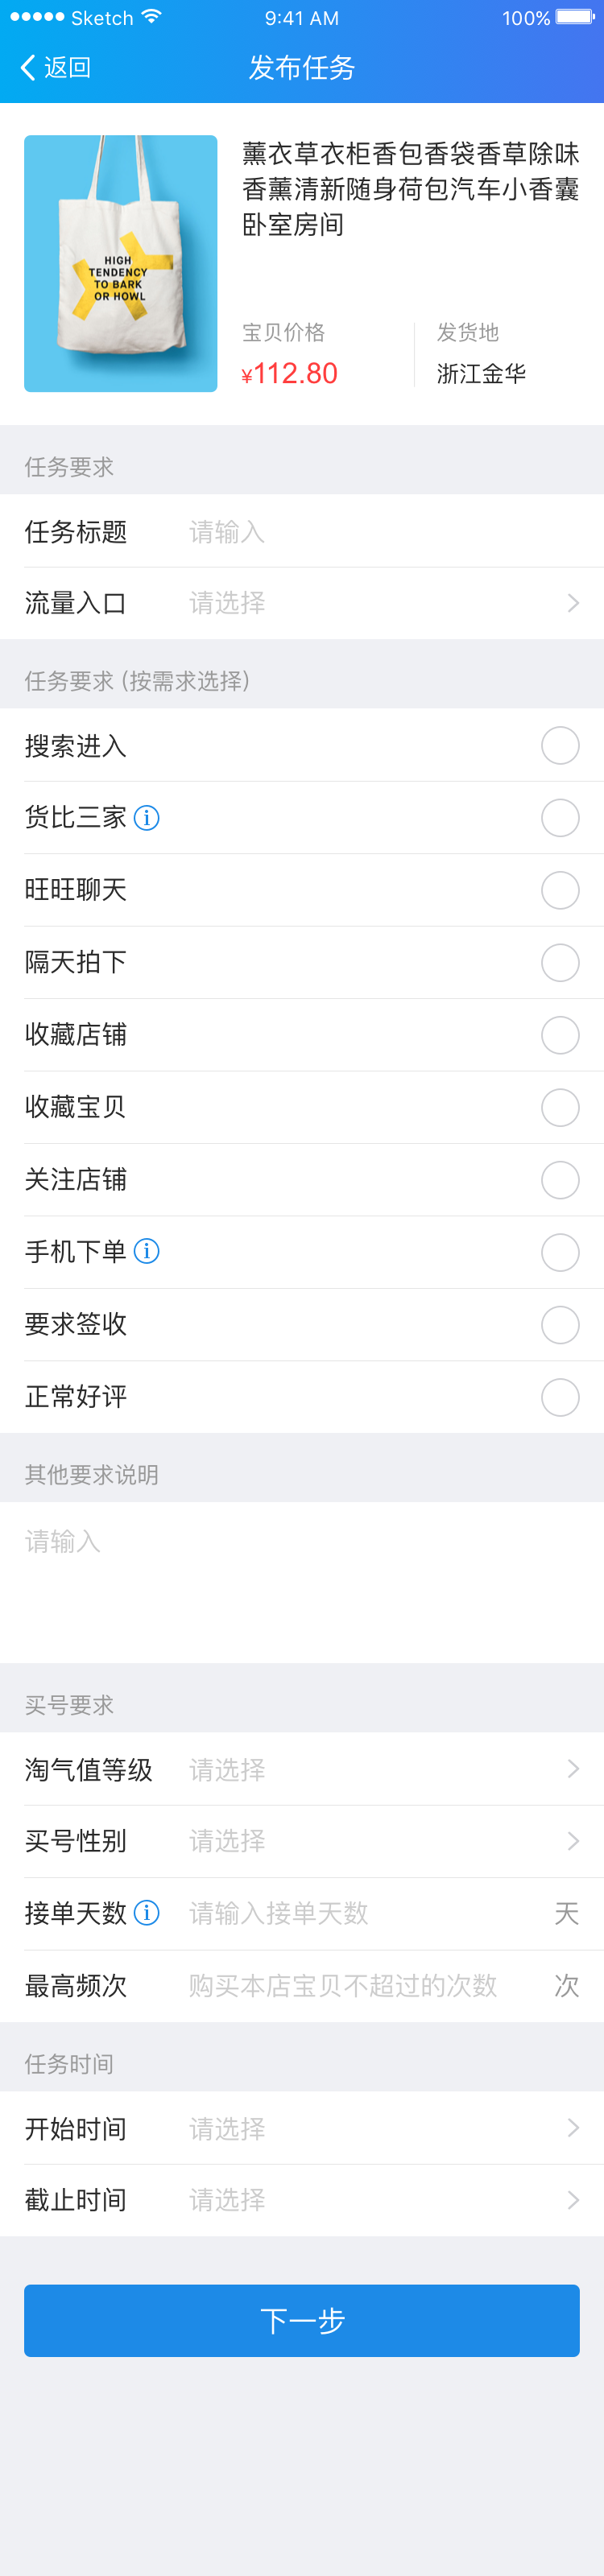 Sketch 9:41 AM 100%
返回 发布任务
薰衣草衣柜香包香袋香草除味
香薰清新随身荷包汽车小香囊
卧室房间
HIGH
TENDENCY
TO BARK
OR HOWL
宝贝价格 发货地
¥112.80 浙江金华
任务要求
任务标题 请输入
流量入口 请选择
任务要求 (按需求选择)
搜索进入
货比三家
旺旺聊天
隔天拍下
收藏店铺
收藏宝贝
关注店铺
手机下单
要求签收
正常好评
其他要求说明
请输入
买号要求
淘气值等级 请选择
买号性别 请选择
接单天数 请输入接单天数 天
最高频次 购买本店宝贝不超过的次数 次
任务时间
开始时间 请选择
截止时间 请选择
下一步